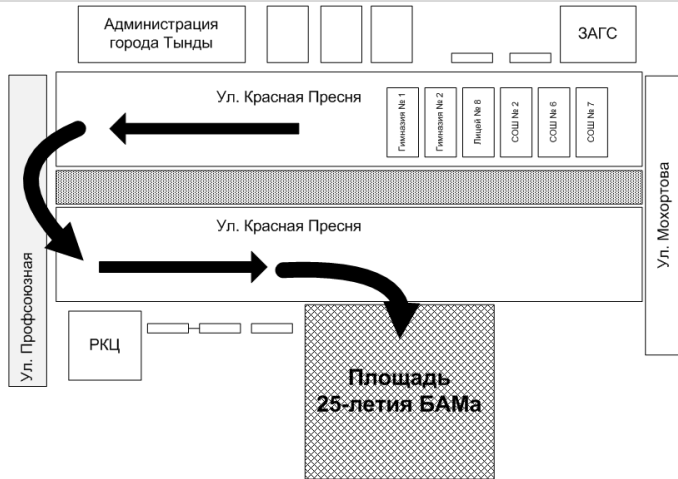 Администрация
города Тынды
ЗАГС
Ул. Красная Пресня
Гимназия № 1
Гимназия № 2
Лицей № 8
СОШ № 2
СОШ № 6
СОШ № 7
Ул. Красная Пресня
Ул. Профсоюзная
Ул. Мохортова
РКЦ
Площадь
25-летия БАМа